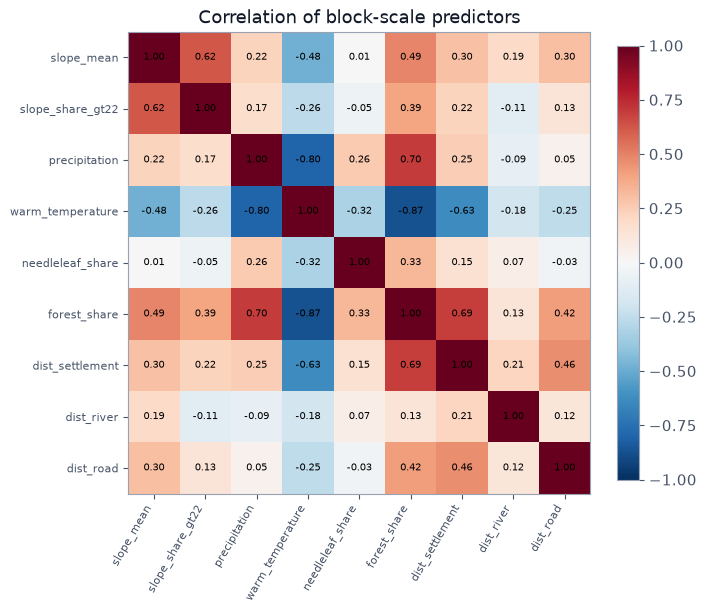 Correlation of block-scale predictors
slope_mean 1.00 0.62 0.22 -0.48 0.01 0.49 0.30 0.19 0.30
slope_share_gt22 0.62 1.00 0.17 -0.26 -0.05 0.39 0.22 -0.11 0.13
precipitation 0.22 0.17 1.00 -0.80 0.26 0.70 0.25 -0.09 0.05
warm_temperature -0.48 -0.26 -0.80 1.00 -0.32 -0.87 -0.63 -0.18 -0.25
needleleaf_share 0.01 -0.05 0.26 -0.32 1.00 0.33 0.15 0.07 -0.03
forest_share 0.49 0.39 0.70 -0.87 0.33 1.00 0.69 0.13 0.42
dist_settlement 0.30 0.22 0.25 -0.63 0.15 0.69 1.00 0.21 0.46
dist_river 0.19 -0.11 -0.09 -0.18 0.07 0.13 0.21 1.00 0.12
dist_road 0.30 0.13 0.05 -0.25 -0.03 0.42 0.46 0.12 1.00
slope_mean
slope_share_gt22
precipitation
warm_temperature
needleleaf_share
forest_share
dist_settlement
dist_river
dist_road
1.00
0.75
0.50
0.25
0.00
−0.25
−0.50
−0.75
−1.00